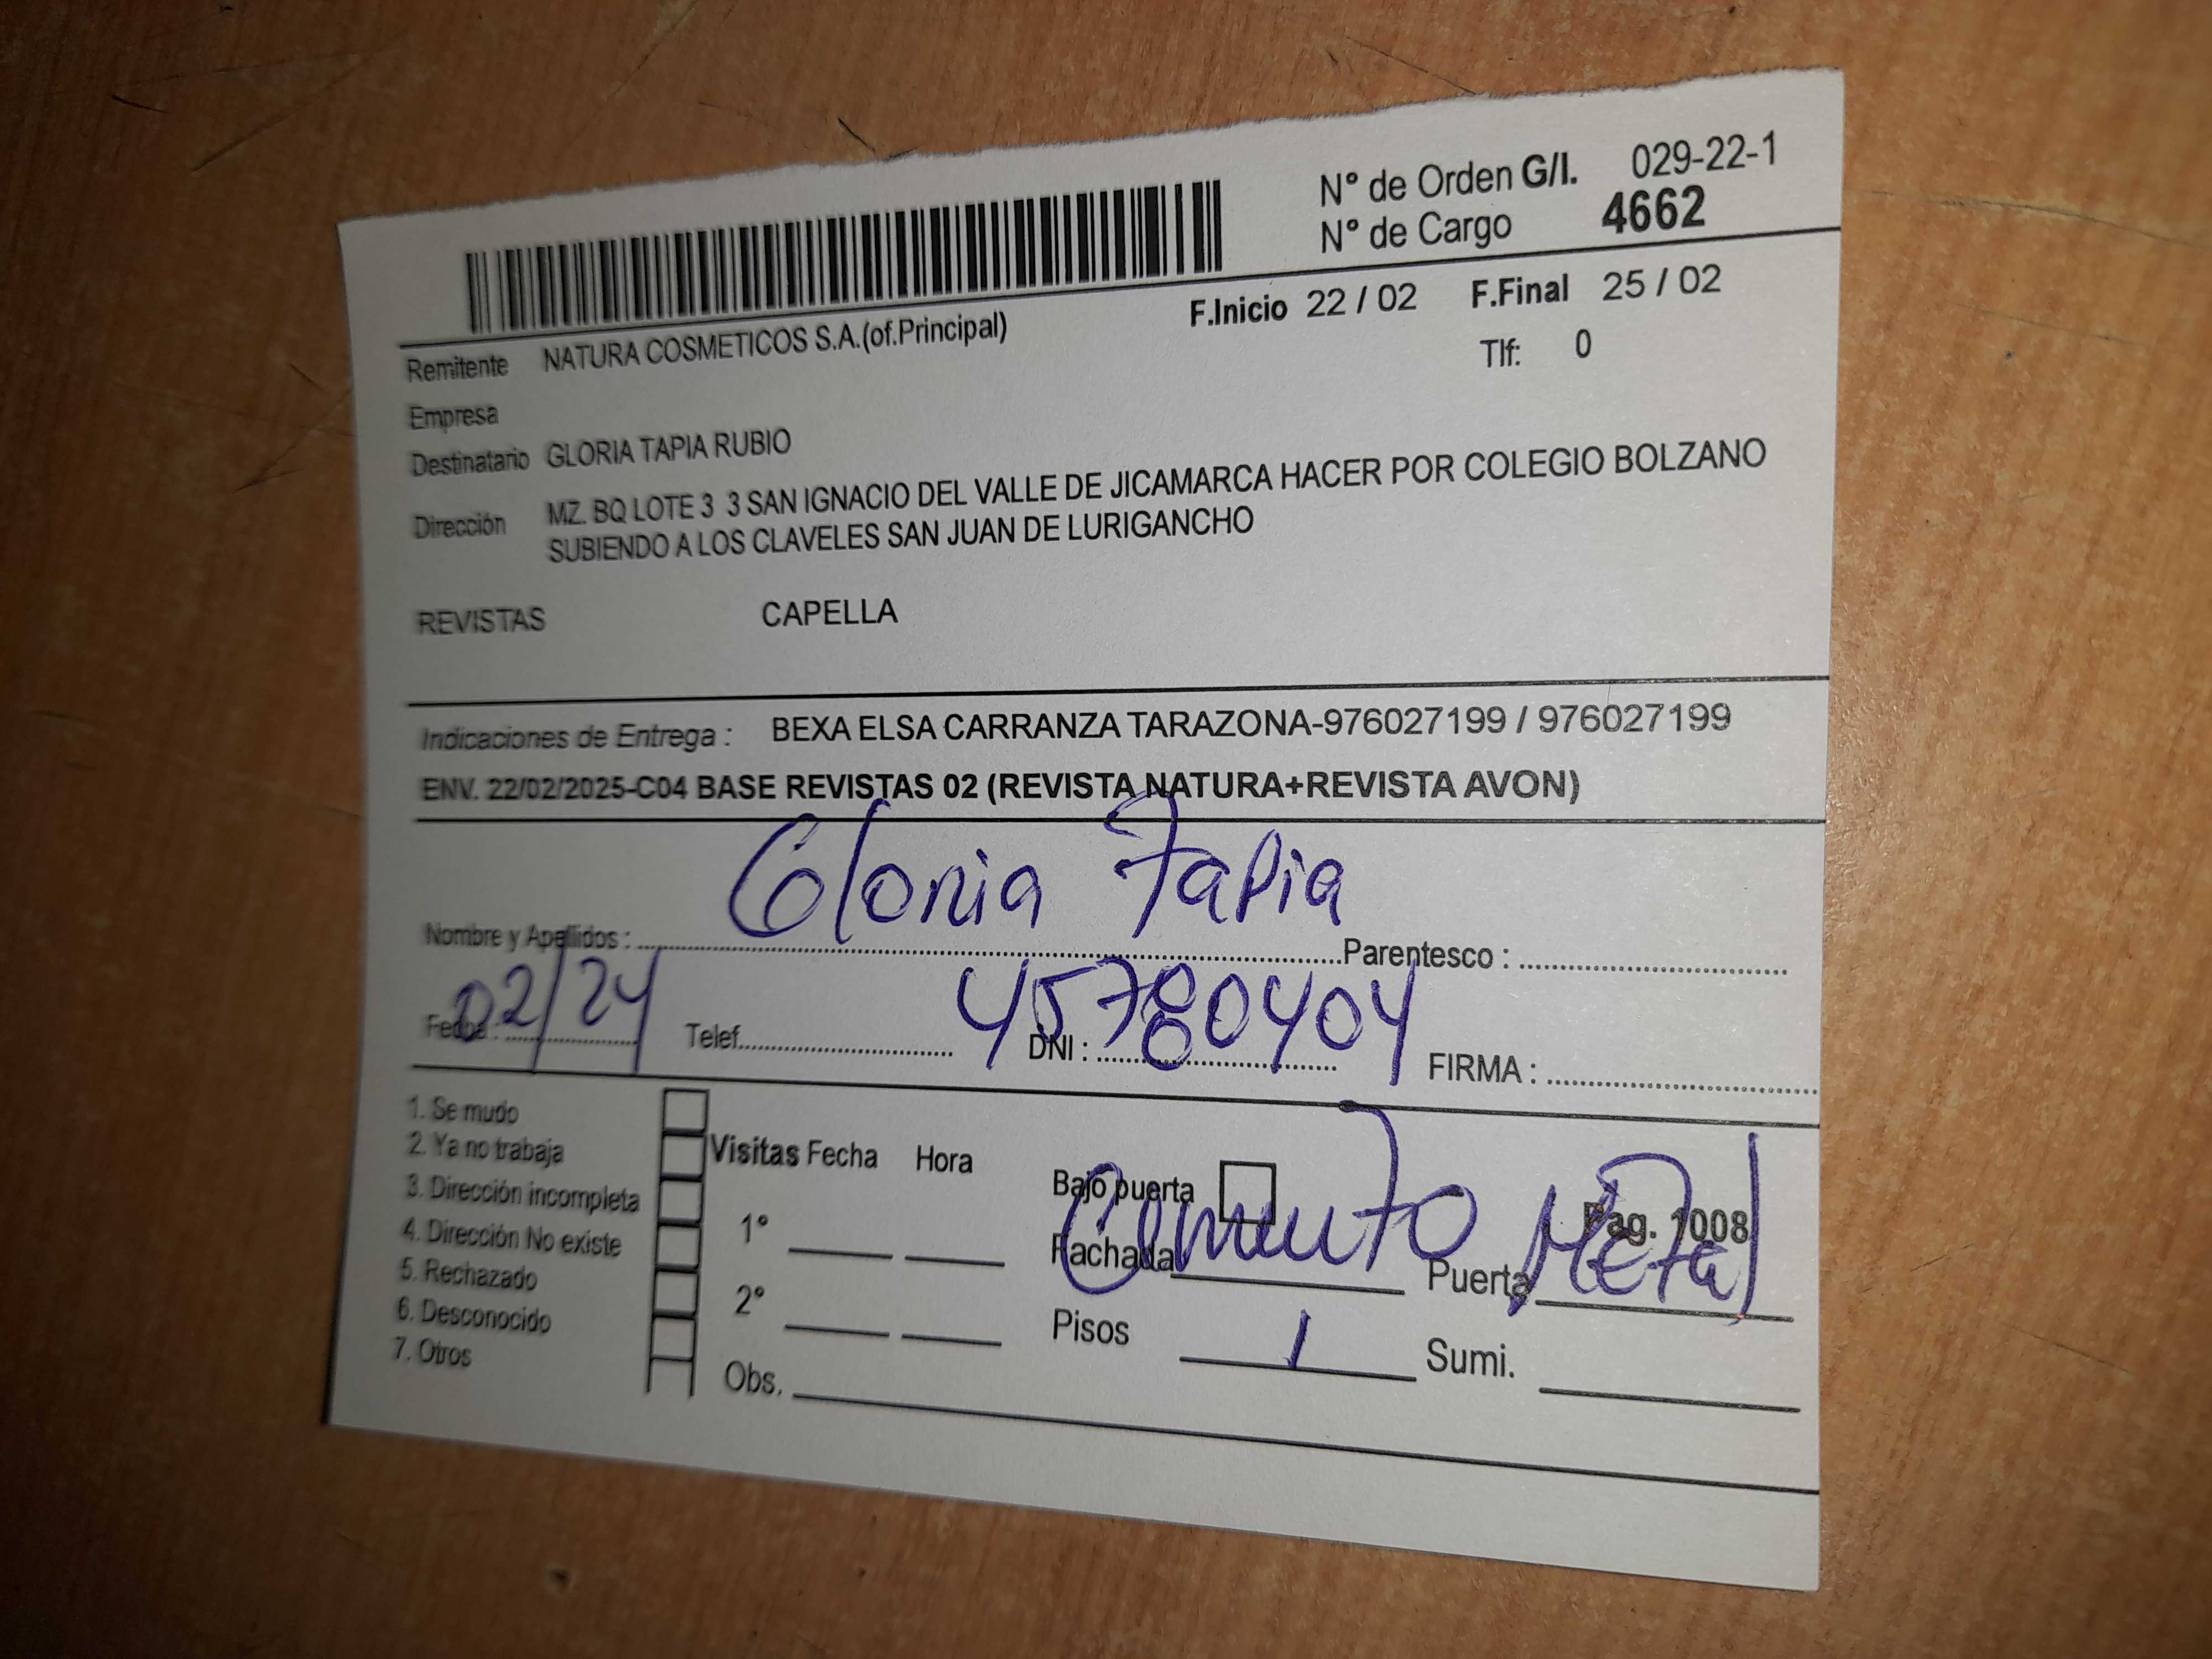 N° de Orden G/I. 029-22-1
N° de Cargo 4662
F.Inicio 22 / 02 F.Final 25 / 02
Remitente NATURA COSMETICOS S.A.(of.Principal) Tlf: 0
Empresa
Destinatario GLORIA TAPIA RUBIO
Dirección MZ. BQ LOTE 3 3 SAN IGNACIO DEL VALLE DE JICAMARCA HACER POR COLEGIO BOLZANO
SUBIENDO A LOS CLAVELES SAN JUAN DE LURIGANCHO
REVISTAS CAPELLA
Indicaciones de Entrega : BEXA ELSA CARRANZA TARAZONA-976027199 / 976027199
ENV. 22/02/2025-C04 BASE REVISTAS 02 (REVISTA NATURA+REVISTA AVON)
Nombre y Apellidos : Gloria Tapia Parentesco :
Fecha : 02/24 Telef. DNI : 45780404 FIRMA :
1. Se mudo
2. Ya no trabaja
3. Dirección incompleta
4. Dirección No existe
5. Rechazado
6. Desconocido
7. Otros
Visitas Fecha Hora
1°
2°
Obs.
Bajo puerta
Pag. 1008
Fachada Cemento Puerta Metal
Pisos 1 Sumi.